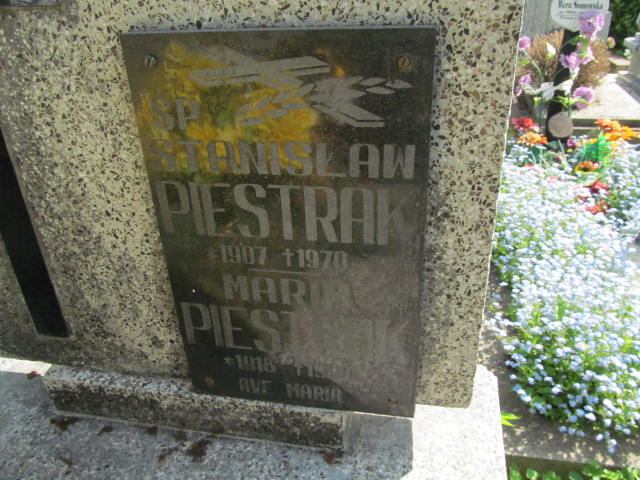 SP
STANISŁAW
PIESTRAK
*1907 †1970
MARIA
PIESTRAK
*1918
AVE MARIA